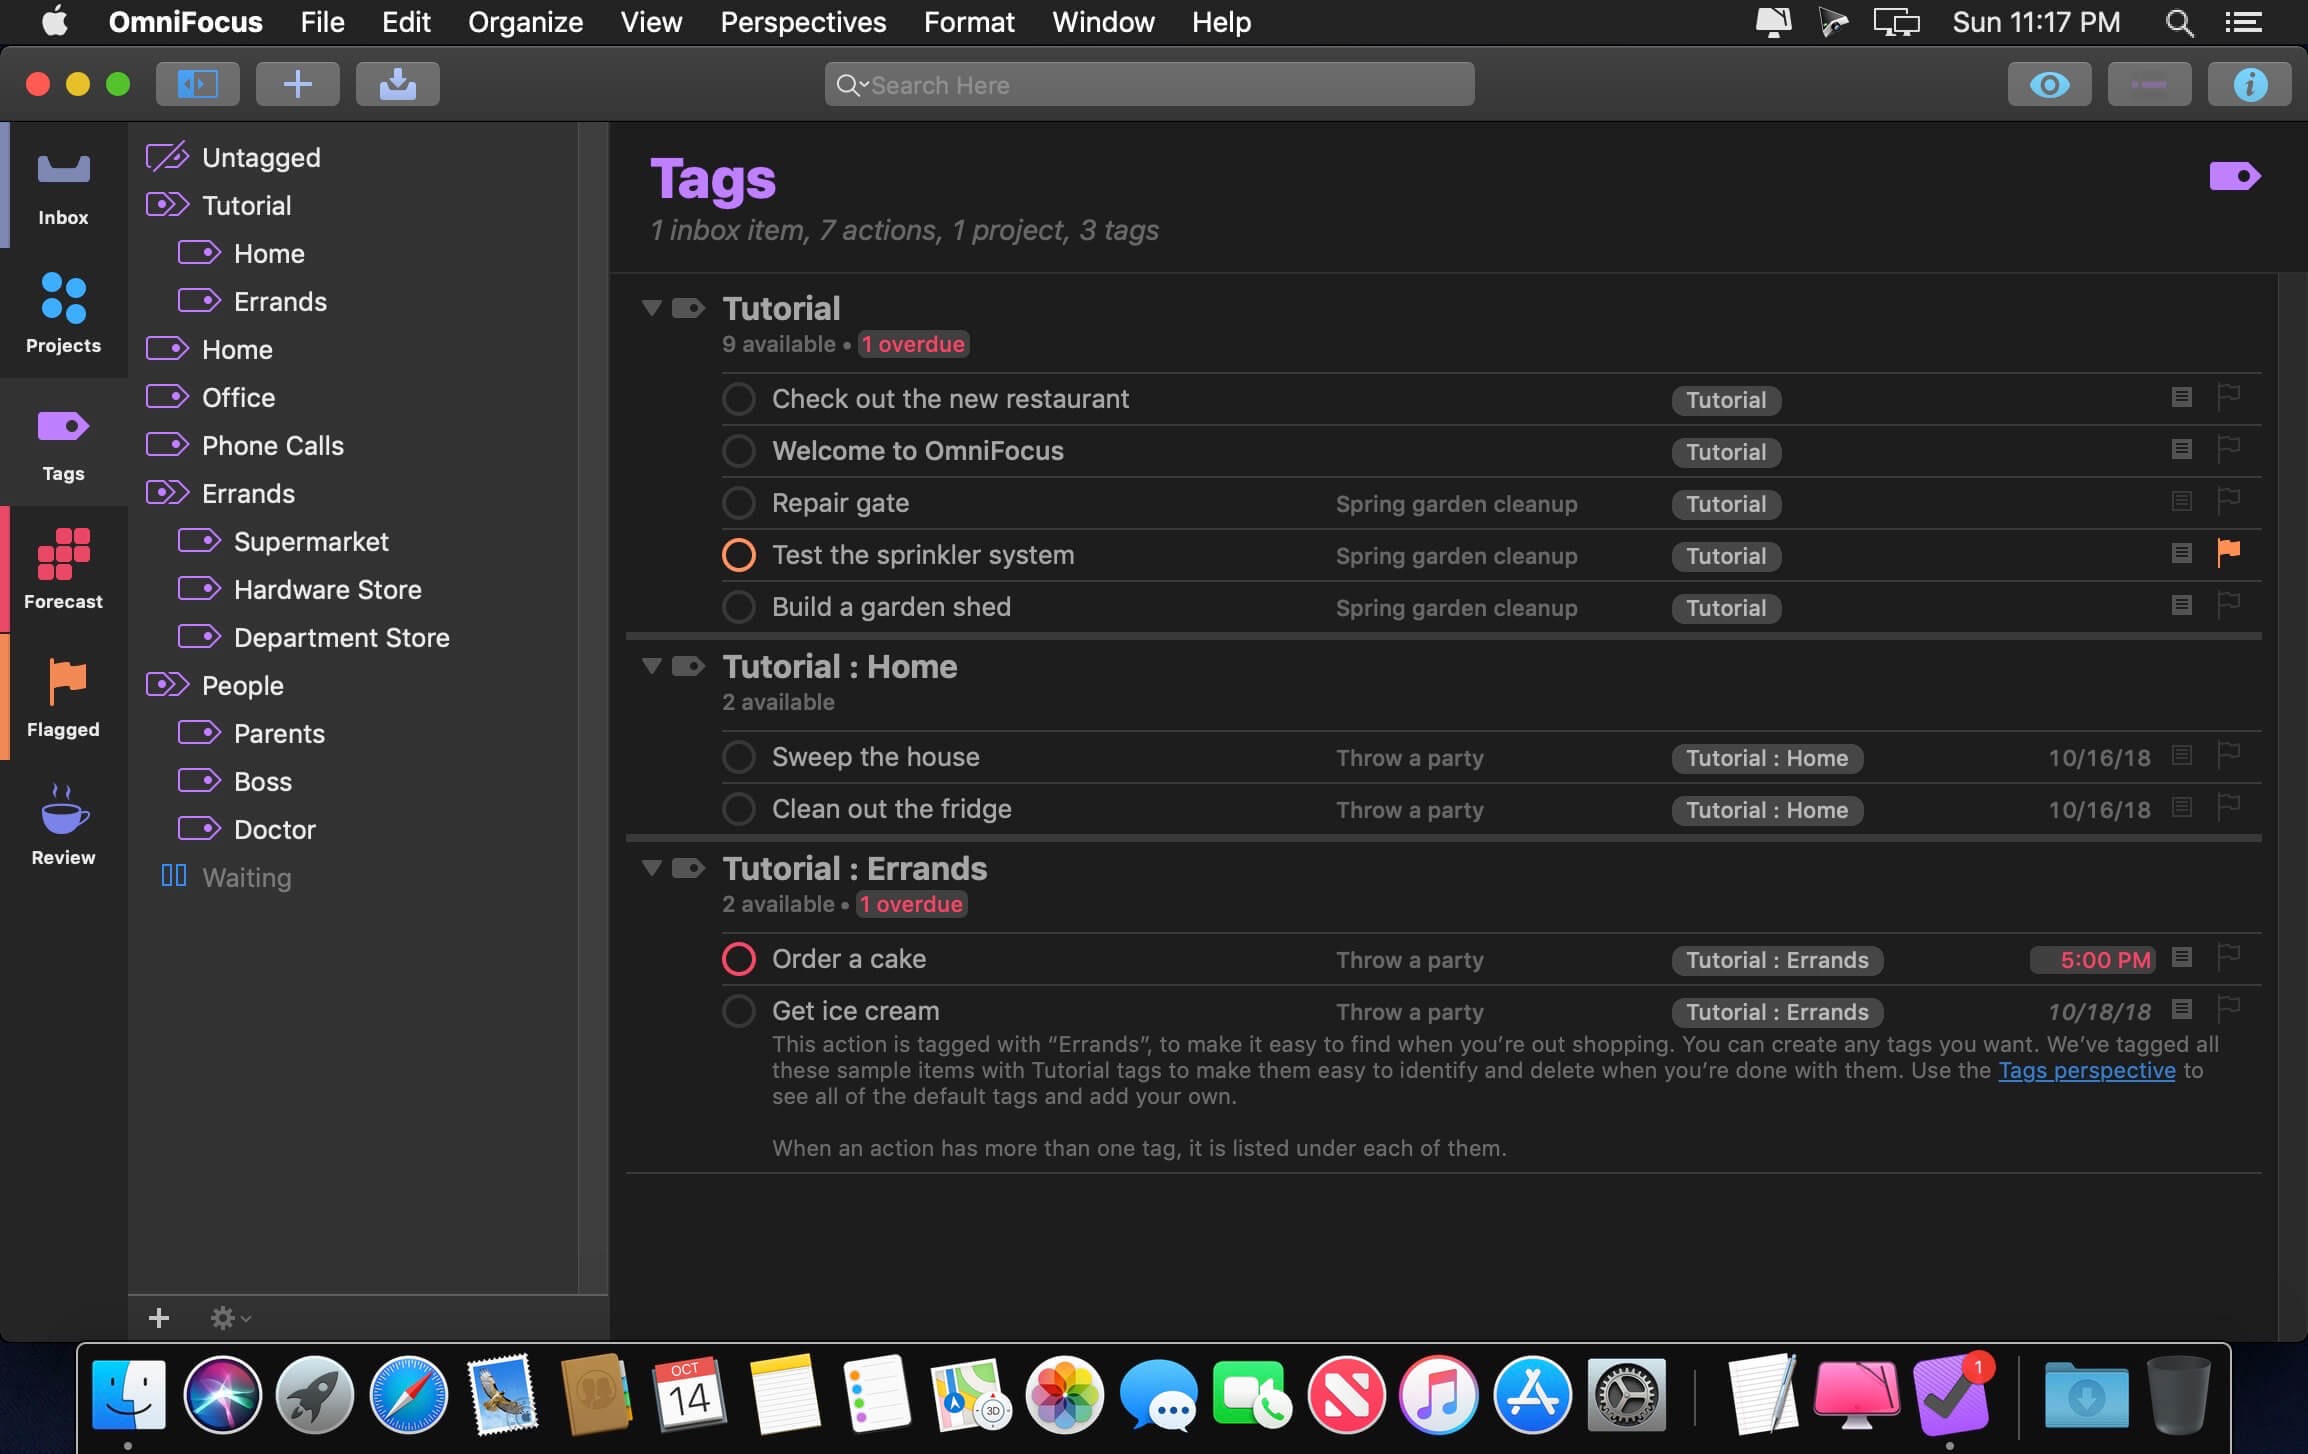 OmniFocus File Edit Organize View Perspectives Format Window Help Sun 11:17 PM
Search Here
Inbox
Projects
Tags
Forecast
Flagged
Review
Untagged
Tutorial
Home
Errands
Home
Office
Phone Calls
Errands
Supermarket
Hardware Store
Department Store
People
Parents
Boss
Doctor
Waiting
Tags
1 inbox item, 7 actions, 1 project, 3 tags
Tutorial
9 available • 1 overdue
Check out the new restaurant Tutorial
Welcome to OmniFocus Tutorial
Repair gate Spring garden cleanup Tutorial
Test the sprinkler system Spring garden cleanup Tutorial
Build a garden shed Spring garden cleanup Tutorial
Tutorial : Home
2 available
Sweep the house Throw a party Tutorial : Home 10/16/18
Clean out the fridge Throw a party Tutorial : Home 10/16/18
Tutorial : Errands
2 available • 1 overdue
Order a cake Throw a party Tutorial : Errands 5:00 PM
Get ice cream Throw a party Tutorial : Errands 10/18/18
This action is tagged with “Errands”, to make it easy to find when you’re out shopping. You can create any tags you want. We’ve tagged all
these sample items with Tutorial tags to make them easy to identify and delete when you’re done with them. Use the Tags perspective to
see all of the default tags and add your own.
When an action has more than one tag, it is listed under each of them.
OCT
14
3D
1